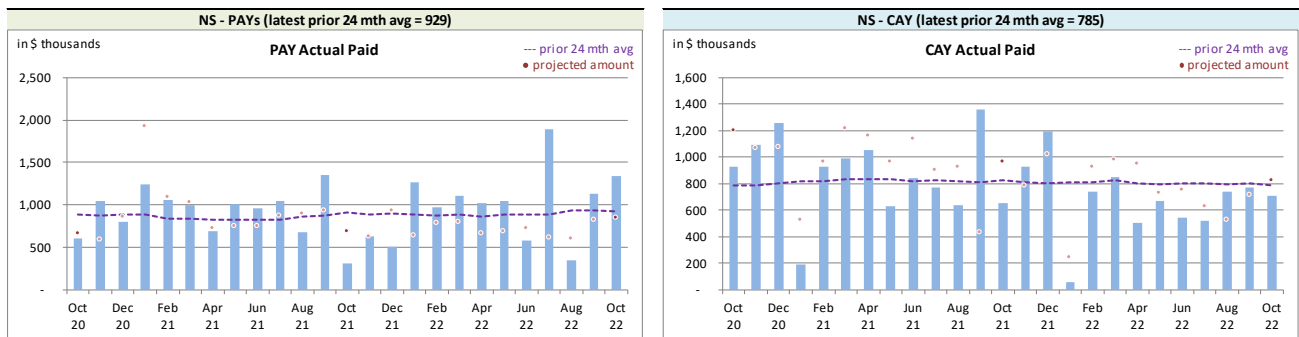 NS - PAYs (latest prior 24 mth avg = 929)
in $ thousands
PAY Actual Paid
--- prior 24 mth avg
• projected amount
2,500
2,000
1,500
1,000
500
-
Oct Dec Feb Apr Jun Aug Oct Dec Feb Apr Jun Aug Oct
20 20 21 21 21 21 21 21 22 22 22 22 22
NS - CAY (latest prior 24 mth avg = 785)
in $ thousands
CAY Actual Paid
--- prior 24 mth avg
• projected amount
1,600
1,400
1,200
1,000
800
600
400
200
-
Oct Dec Feb Apr Jun Aug Oct Dec Feb Apr Jun Aug Oct
20 20 21 21 21 21 21 21 22 22 22 22 22